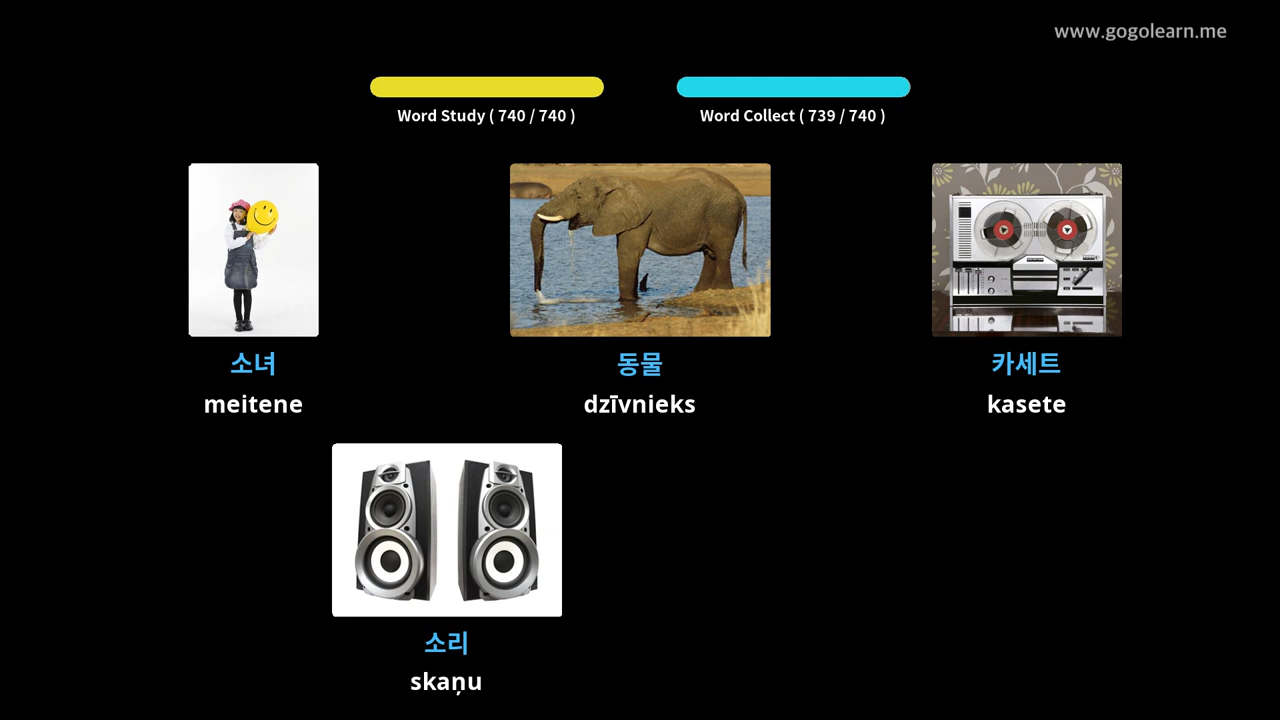 www.gogolearn.me
Word Study ( 740 / 740 )
Word Collect ( 739 / 740 )
소녀
meitene
동물
dzīvnieks
카세트
kasete
소리
skaņu